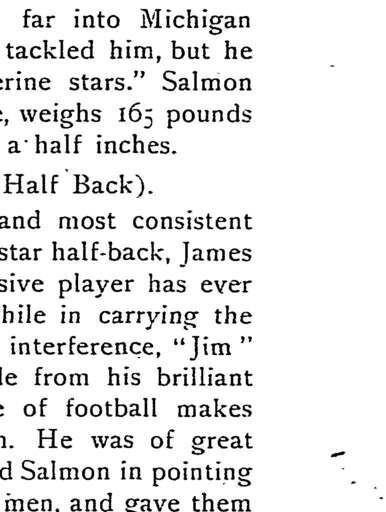 far into Michigan
tackled him, but he
erine stars." Salmon
, weighs 165 pounds
a half inches.
Half Back).
and most consistent
star half-back, James
sive player has ever
hile in carrying the
interference, "Jim"
le from his brilliant
of football makes
He was of great
d Salmon in pointing
men, and gave them